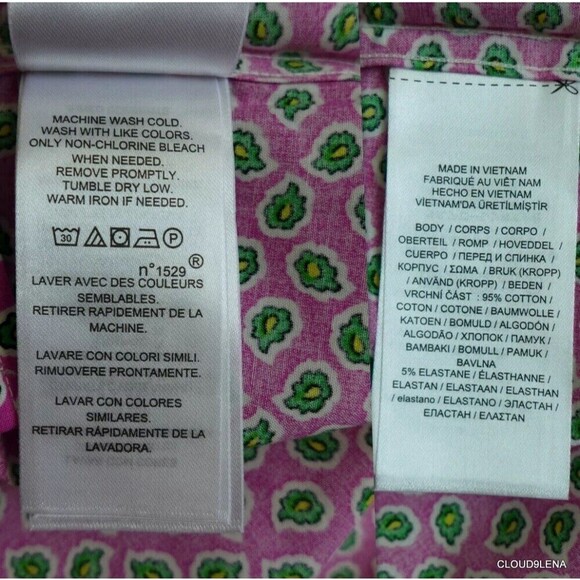 MACHINE WASH COLD.
WASH WITH LIKE COLORS.
ONLY NON-CHLORINE BLEACH
WHEN NEEDED.
REMOVE PROMPTLY.
TUMBLE DRY LOW.
WARM IRON IF NEEDED.
30 P
n°1529 ®
LAVER AVEC DES COULEURS
SEMBLABLES.
RETIRER RAPIDEMENT DE LA
MACHINE.
LAVARE CON COLORI SIMILI.
RIMUOVERE PRONTAMENTE.
LAVAR CON COLORES
SIMILARES.
RETIRAR RÁPIDAMENTE DE LA
LAVADORA.
MADE IN VIETNAM
FABRIQUÉ AU VIÊT NAM
HECHO EN VIETNAM
VİETNAM'DA ÜRETİLMİŞTİR
BODY / CORPS / CORPO /
OBERTEIL / ROMP / HOVEDDEL /
CUERPO / ПЕРЕД И СПИНКА /
КОРПУС / ΣΩΜΑ / BRUK (KROPP)
/ ANVÄND (KROPP) / BEDEN /
VRCHNÍ ČÁST : 95% COTTON /
COTON / COTONE / BAUMWOLLE /
KATOEN / BOMULD / ALGODÓN /
ALGODÃO / ХЛОПОК / ПАМУК /
BAMBAKI / BOMULL / PAMUK /
BAVLNA
5% ELASTANE / ÉLASTHANNE /
ELASTAN / ELASTAAN / ELASTHAN
/ elastano / ELASTANO / ЭЛАСТАН /
ЕЛАСТАН / ΕΛΑΣΤΑΝ
CLOUD9LENA